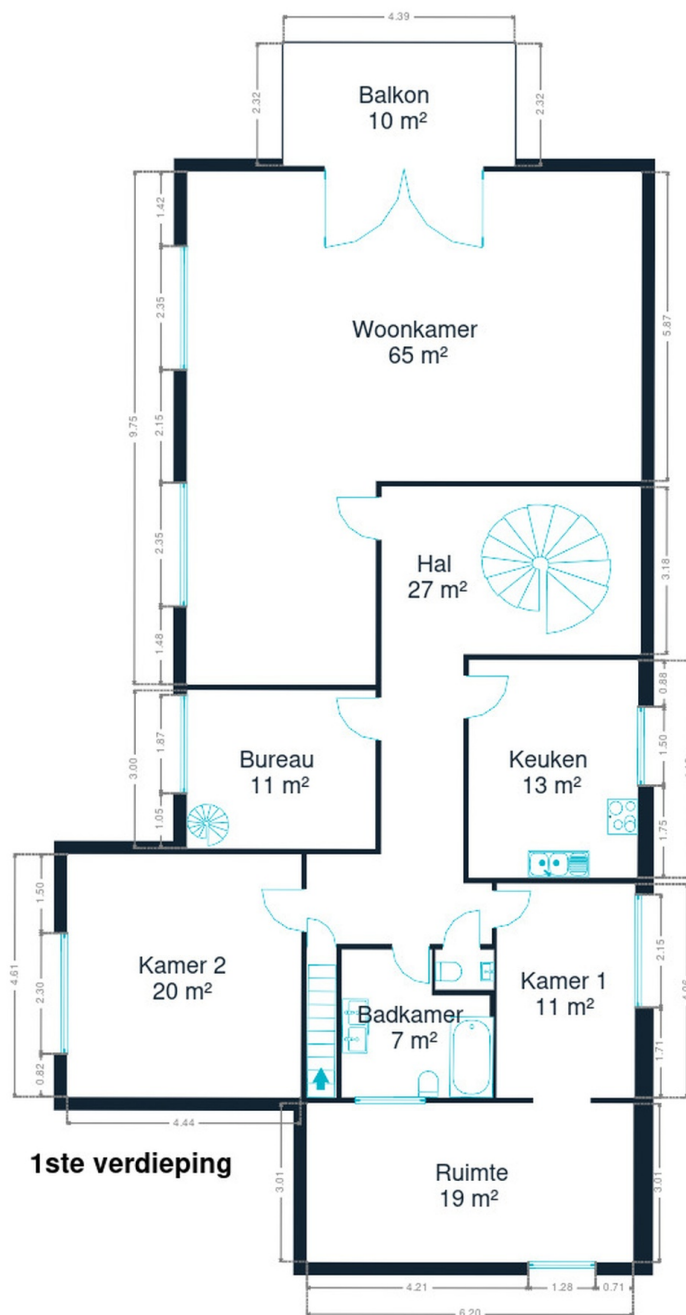 4.39
2.32
2.32
Balkon
10 m²
1.42
2.35
9.75
2.15
2.35
1.48
5.87
Woonkamer
65 m²
Hal
27 m²
3.18
3.00
1.87
1.05
Bureau
11 m²
Keuken
13 m²
0.88
1.50
1.75
4.61
1.50
2.30
0.82
Kamer 2
20 m²
Kamer 1
11 m²
2.15
1.71
Badkamer
7 m²
4.44
1ste verdieping
3.01
Ruimte
19 m²
3.01
4.21
1.28
0.71
6.20